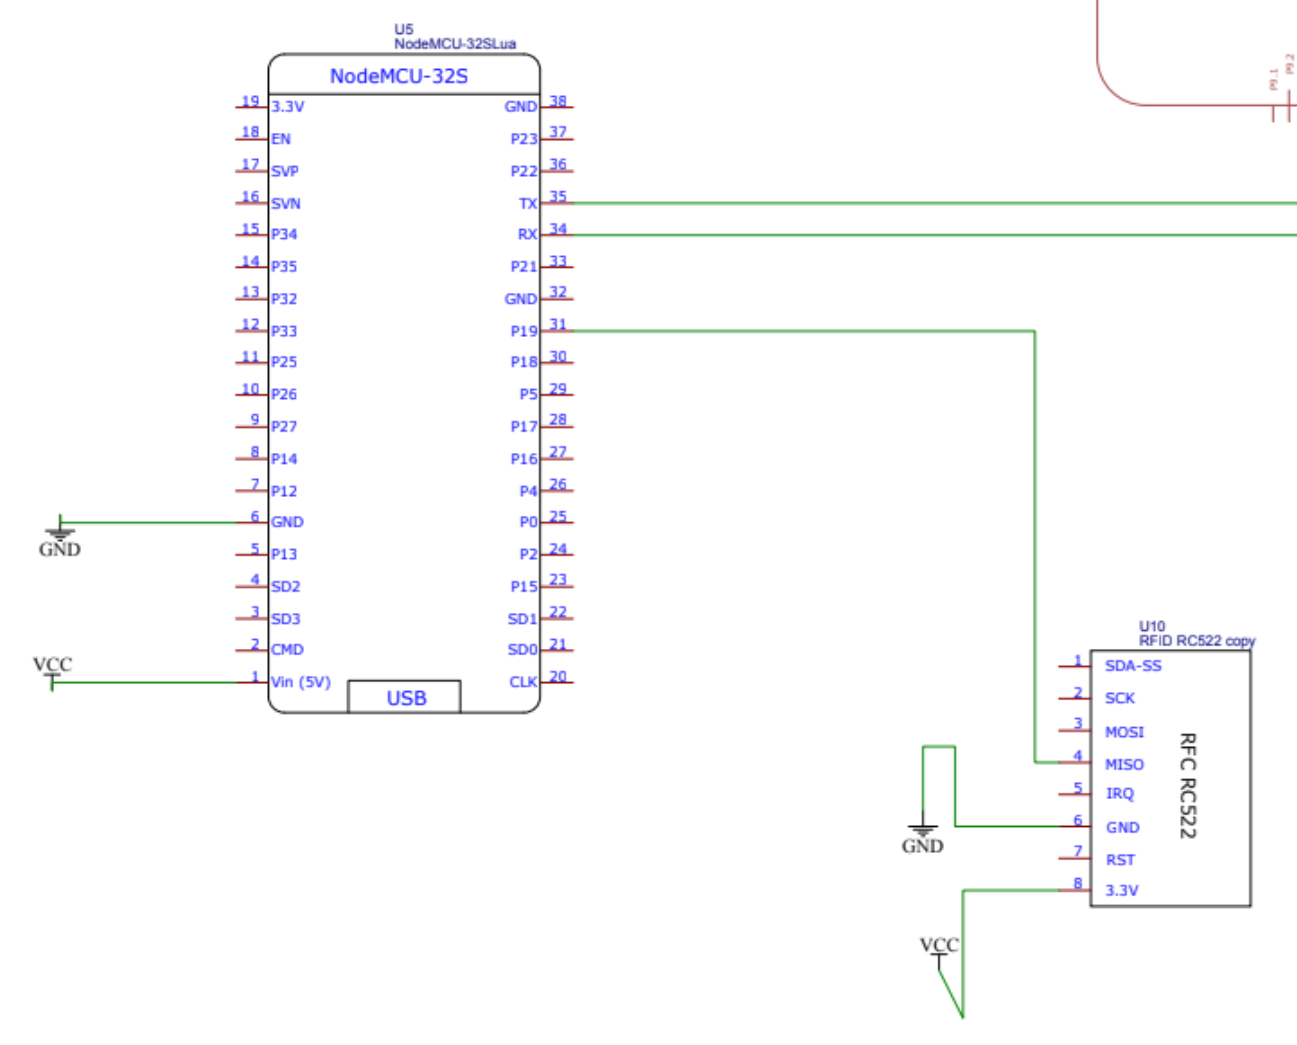 U5
NodeMCU-32SLua
NodeMCU-32S
19 3.3V
18 EN
17 SVP
16 SVN
15 P34
14 P35
13 P32
12 P33
11 P25
10 P26
9 P27
8 P14
7 P12
6 GND
5 P13
4 SD2
3 SD3
2 CMD
1 Vin (5V)
GND 38
P23 37
P22 36
TX 35
RX 34
P21 33
GND 32
P19 31
P18 30
P5 29
P17 28
P16 27
P4 26
P0 25
P2 24
P15 23
SD1 22
SD0 21
CLK 20
USB
GND
VCC
P9.1
P9.2
U10
RFID RC522 copy
1 SDA-SS
2 SCK
3 MOSI
4 MISO
5 IRQ
6 GND
7 RST
8 3.3V
RFC RC522
GND
VCC